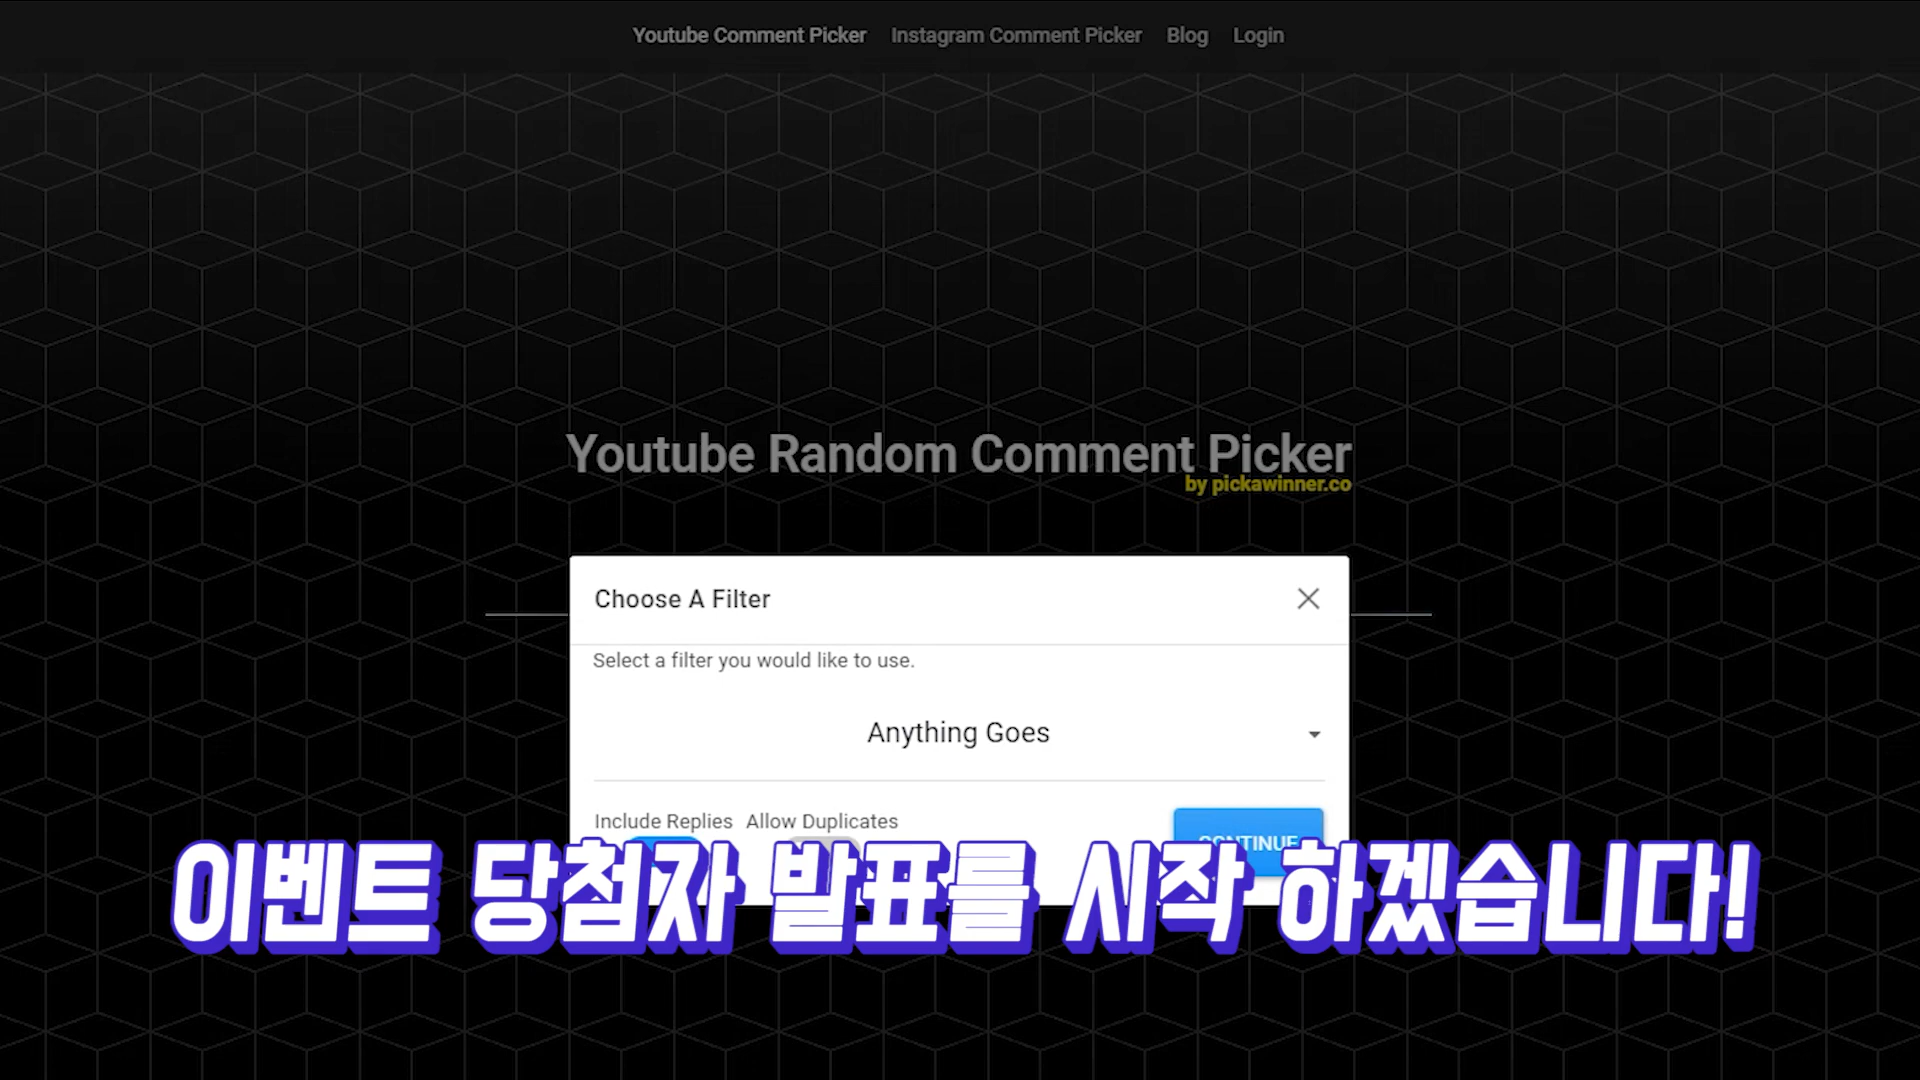 Youtube Comment Picker Instagram Comment Picker Blog Login
Youtube Random Comment Picker
by pickawinner.co
Choose A Filter
Select a filter you would like to use.
Anything Goes
Include Replies Allow Duplicates
CONTINUE
이벤트 당첨자 발표를 시작 하겠습니다!